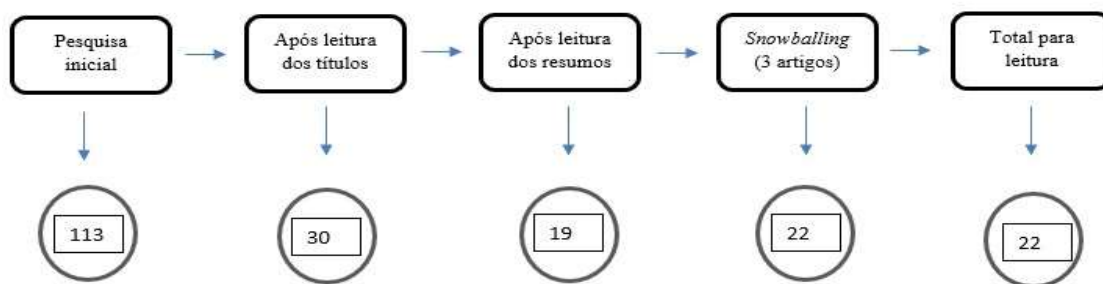 Pesquisa
inicial
Após leitura
dos títulos
Após leitura
dos resumos
Snowballing
(3 artigos)
Total para
leitura
113
30
19
22
22